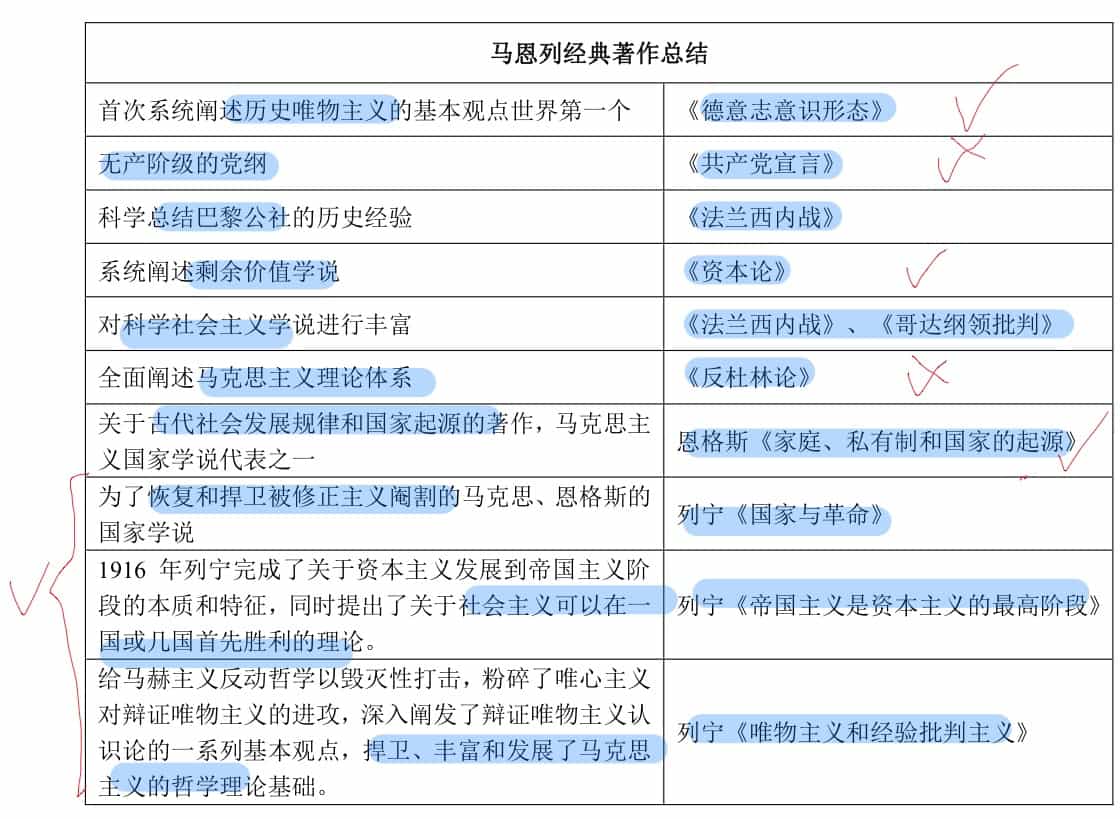 马恩列经典著作总结
首次系统阐述历史唯物主义的基本观点世界第一个
《德意志意识形态》
无产阶级的党纲
《共产党宣言》
科学总结巴黎公社的历史经验
《法兰西内战》
系统阐述剩余价值学说
《资本论》
对科学社会主义学说进行丰富
《法兰西内战》、《哥达纲领批判》
全面阐述马克思主义理论体系
《反杜林论》
关于古代社会发展规律和国家起源的著作，马克思主
义国家学说代表之一
恩格斯《家庭、私有制和国家的起源》
为了恢复和捍卫被修正主义阉割的马克思、恩格斯的
国家学说
列宁《国家与革命》
1916 年列宁完成了关于资本主义发展到帝国主义阶
段的本质和特征，同时提出了关于社会主义可以在一
国或几国首先胜利的理论。
列宁《帝国主义是资本主义的最高阶段》
给马赫主义反动哲学以毁灭性打击，粉碎了唯心主义
对辩证唯物主义的进攻，深入阐发了辩证唯物主义认
识论的一系列基本观点，捍卫、丰富和发展了马克思
主义的哲学理论基础。
列宁《唯物主义和经验批判主义》